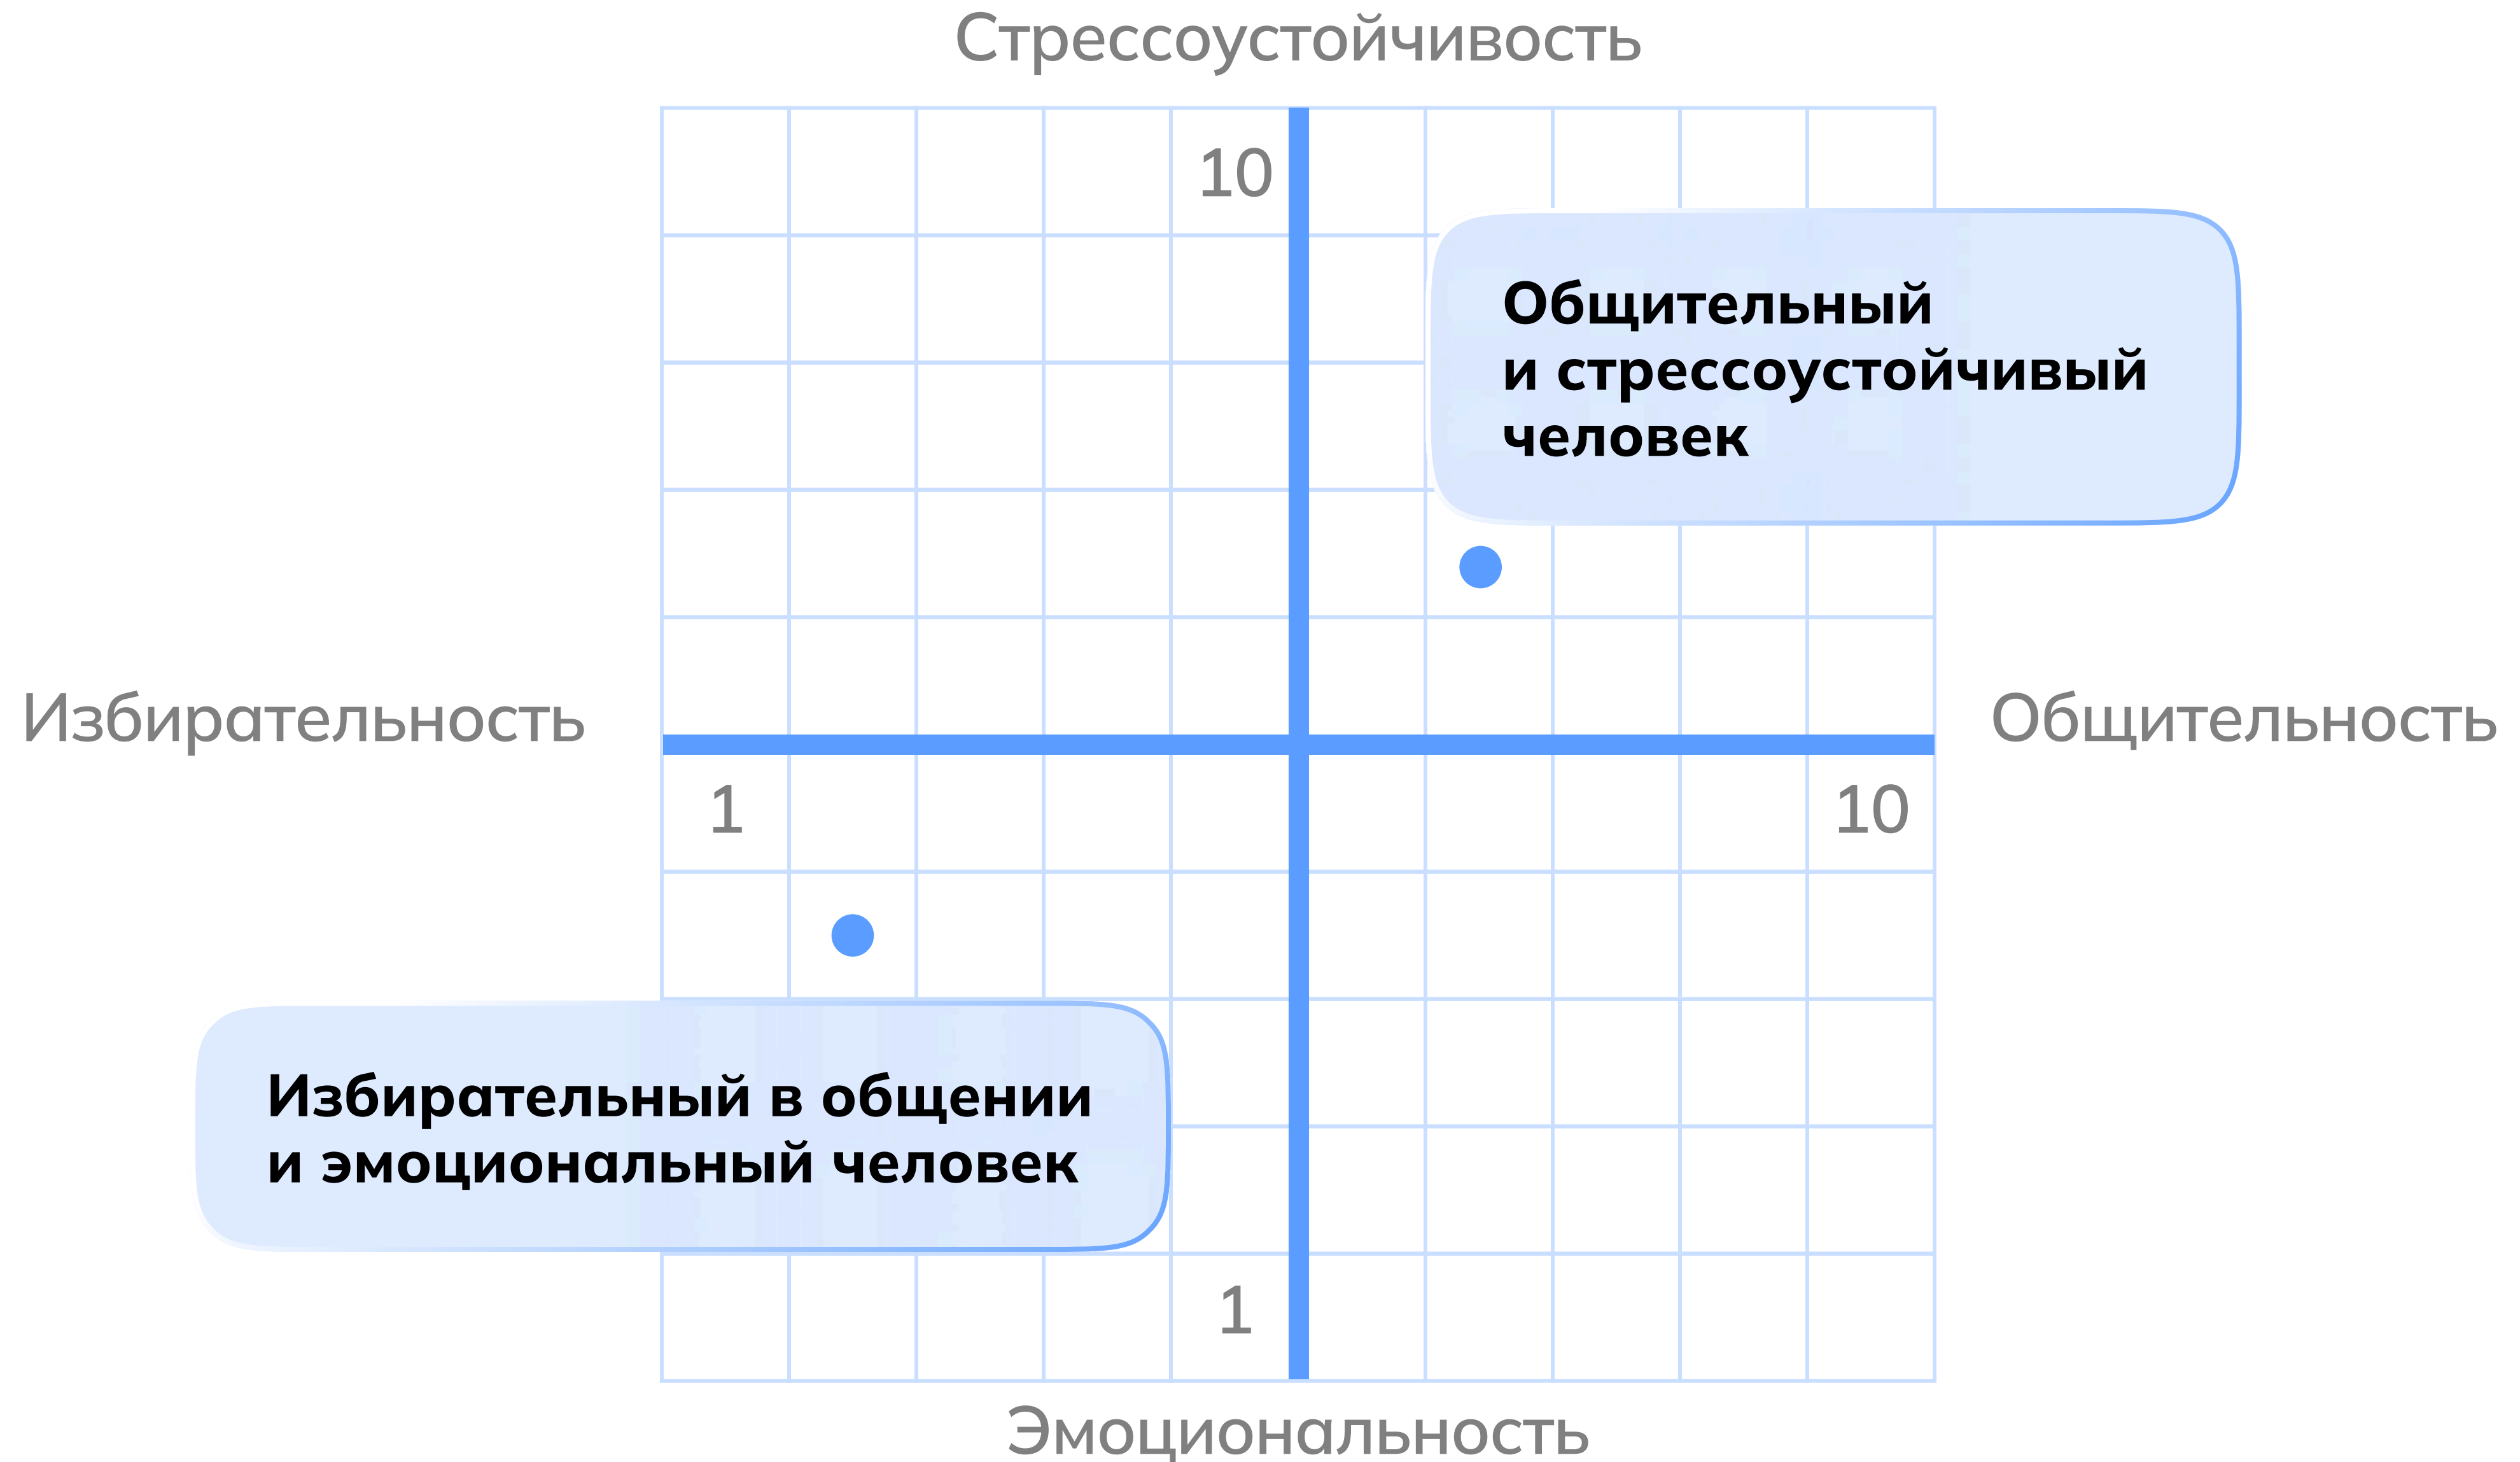 Стрессоустойчивость
10
Общительный
и стрессоустойчивый
человек
Избирательность
Общительность
1
10
Избирательный в общении
и эмоциональный человек
1
Эмоциональность